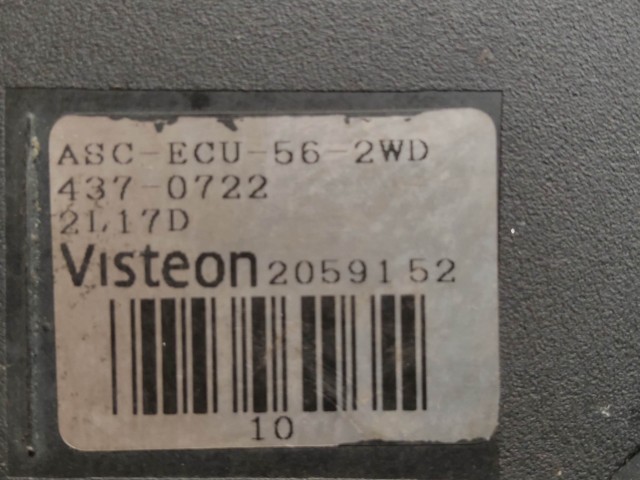 ASC-ECU-56-2WD
437-0722
2L17D
Visteon 2059152
10